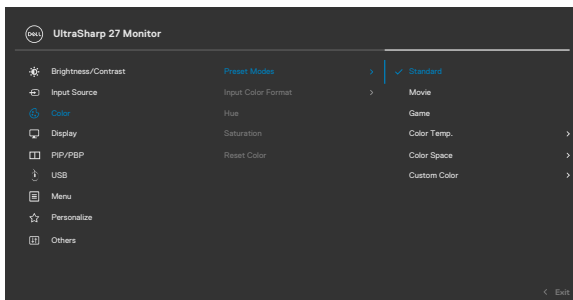 DELL UltraSharp 27 Monitor
Brightness/Contrast Preset Modes > ✓ Standard
Input Source Input Color Format > Movie
Color Hue Game
Display Saturation Color Temp. >
PIP/PBP Reset Color Color Space >
USB Custom Color >
Menu
Personalize
Others
< Exit